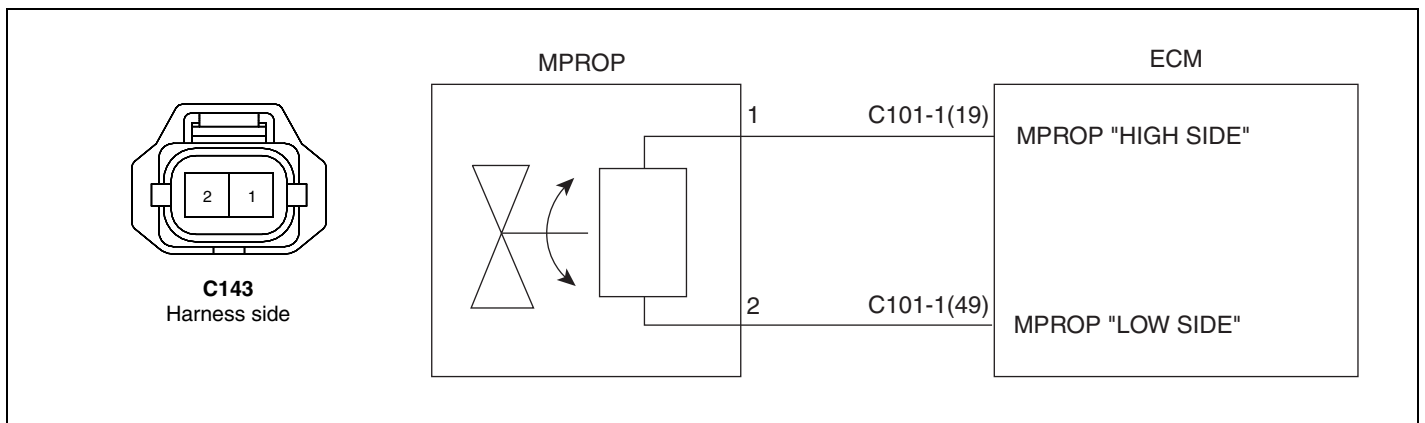 MPROP
ECM
1
C101-1(19)
MPROP "HIGH SIDE"
2 1
C143
Harness side
2
C101-1(49)
MPROP "LOW SIDE"